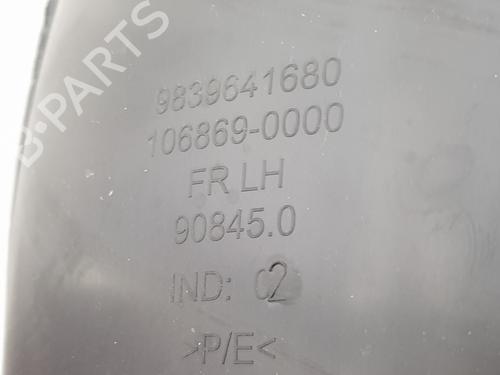 9839641680
106869-0000
FR LH
90845.0
IND: 02
>P/E<
B-PARTS